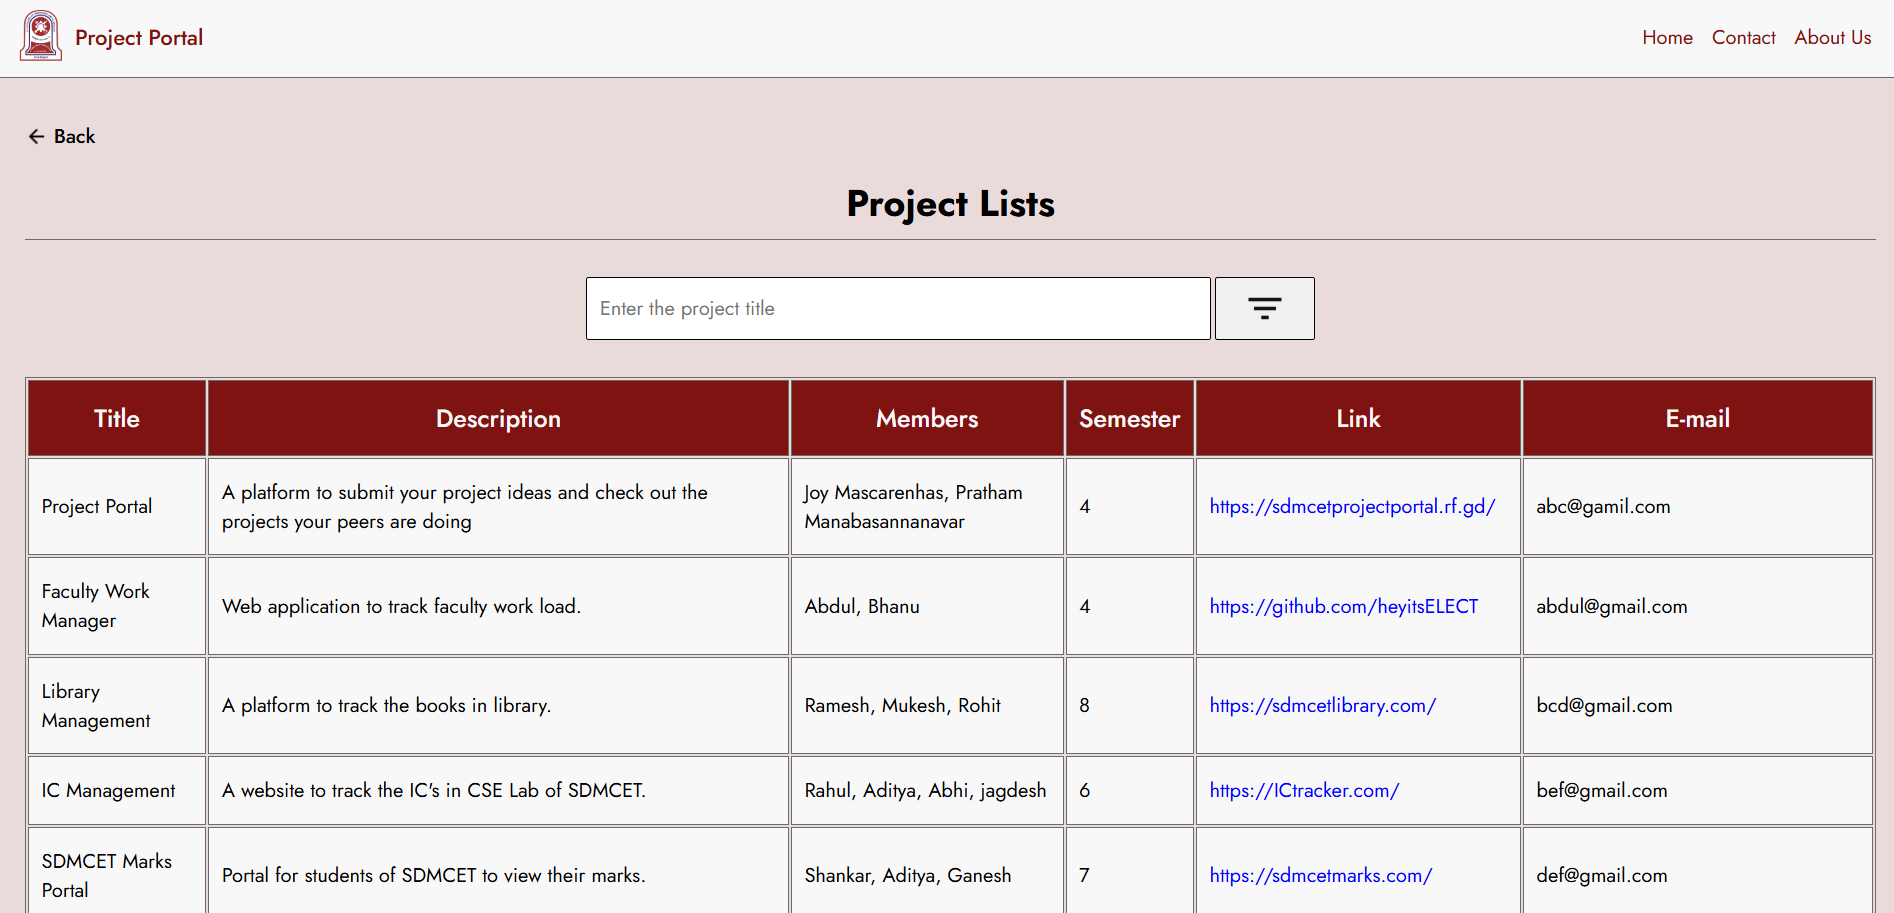 Project Portal
Home Contact About Us
Back
Project Lists
Enter the project title
Title Description Members Semester Link E-mail
Project Portal
A platform to submit your project ideas and check out the
projects your peers are doing
Joy Mascarenhas, Pratham
Manabasannanavar
4
https://sdmcetprojectportal.rf.gd/
abc@gamil.com
Faculty Work
Manager
Web application to track faculty work load.
Abdul, Bhanu
4
https://github.com/heyitsELECT
abdul@gmail.com
Library
Management
A platform to track the books in library.
Ramesh, Mukesh, Rohit
8
https://sdmcetlibrary.com/
bcd@gmail.com
IC Management
A website to track the IC's in CSE Lab of SDMCET.
Rahul, Aditya, Abhi, jagdesh
6
https://ICtracker.com/
bef@gmail.com
SDMCET Marks
Portal
Portal for students of SDMCET to view their marks.
Shankar, Aditya, Ganesh
7
https://sdmcetmarks.com/
def@gmail.com